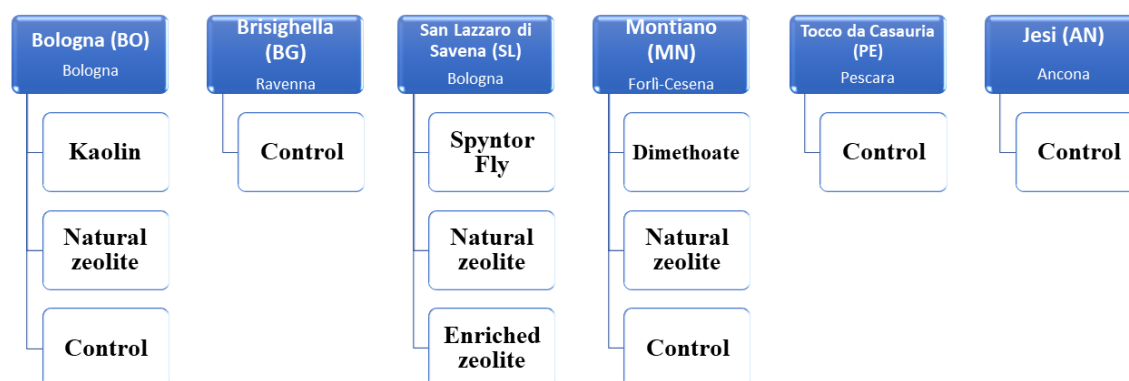 Bologna (BO)
Bologna
Kaolin
Natural
zeolite
Control
Brisighella
(BG)
Ravenna
Control
San Lazzaro di
Savena (SL)
Bologna
Spyntor
Fly
Natural
zeolite
Enriched
zeolite
Montiano
(MN)
Forlì-Cesena
Dimethoate
Natural
zeolite
Control
Tocco da Casauria
(PE)
Pescara
Control
Jesi (AN)
Ancona
Control